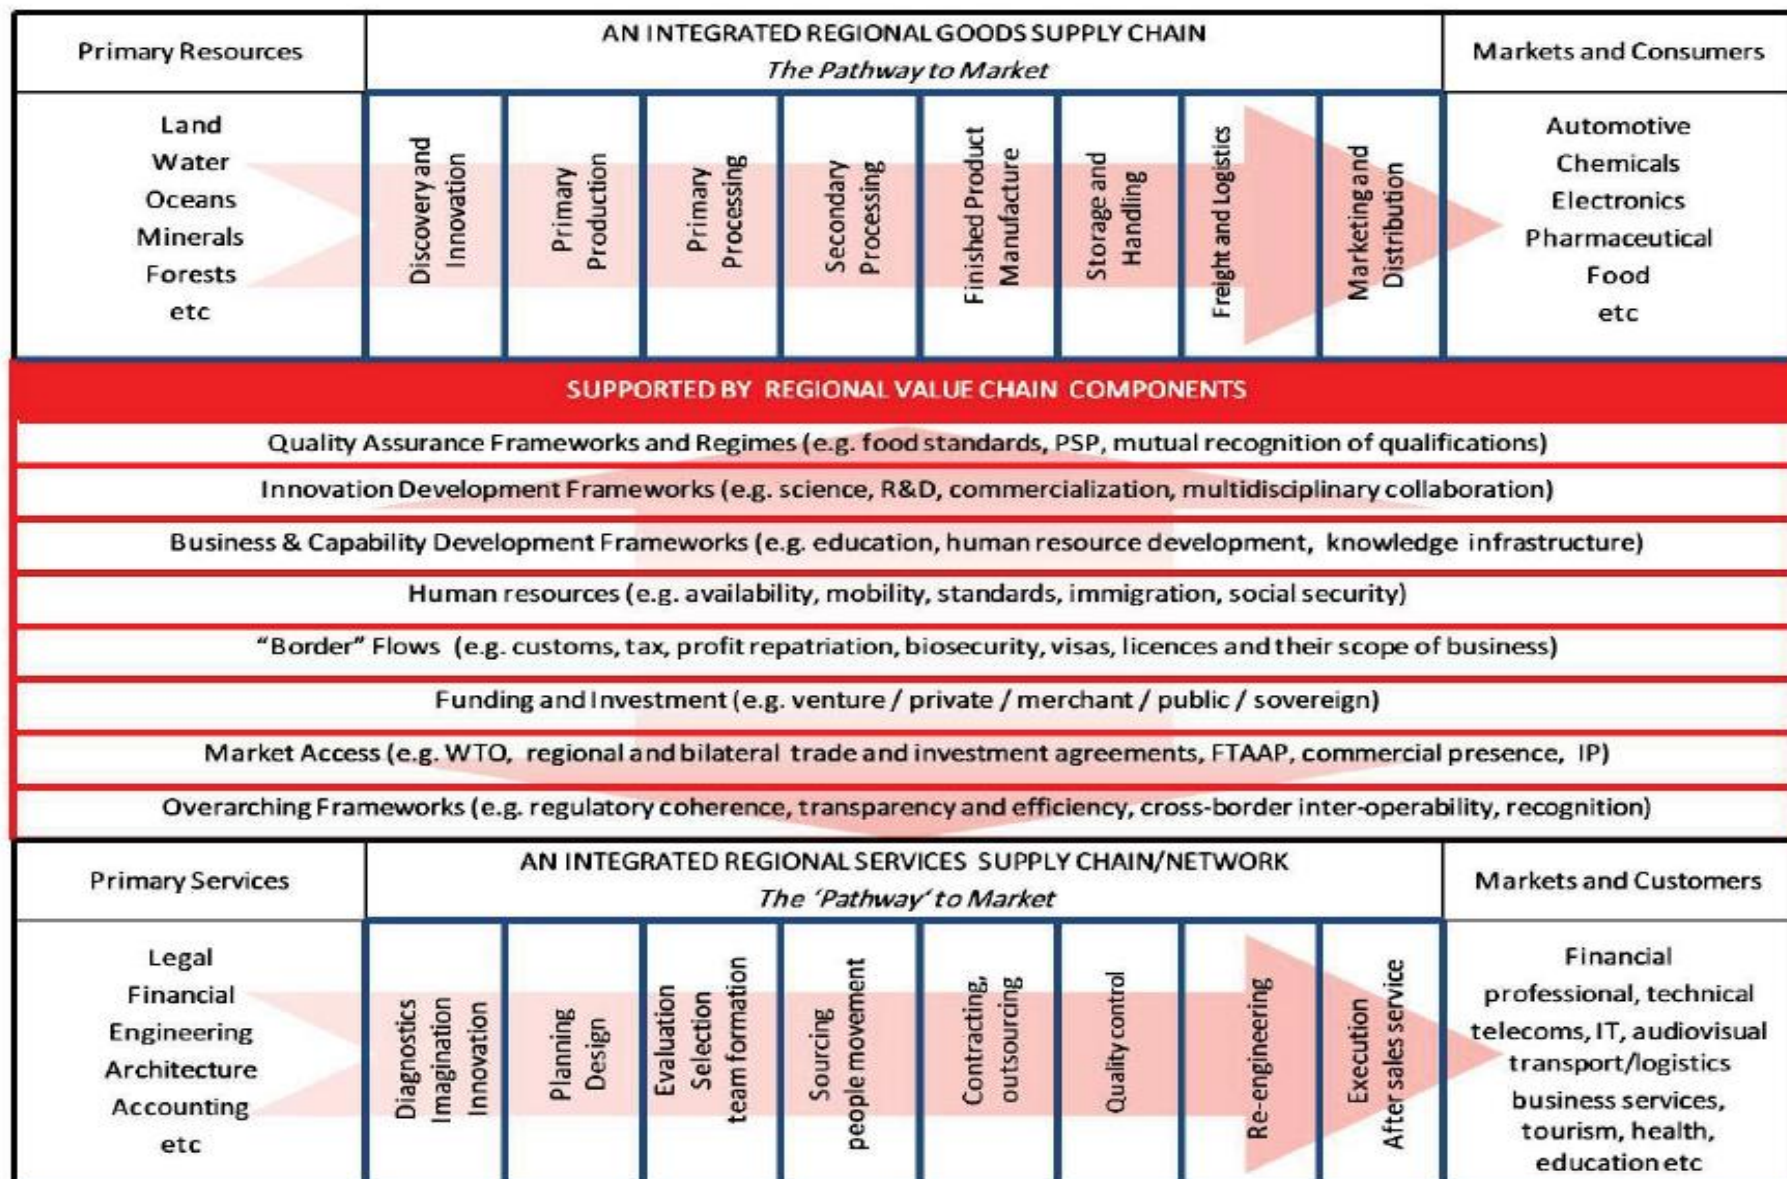 Primary Resources
AN INTEGRATED REGIONAL GOODS SUPPLY CHAIN
The Pathway to Market
Markets and Consumers
Land
Water
Oceans
Minerals
Forests
etc
Discovery and
Innovation
Primary
Production
Primary
Processing
Secondary
Processing
Finished Product
Manufacture
Storage and
Handling
Freight and Logistics
Marketing and
Distribution
Automotive
Chemicals
Electronics
Pharmaceutical
Food
etc
SUPPORTED BY REGIONAL VALUE CHAIN COMPONENTS
Quality Assurance Frameworks and Regimes (e.g. food standards, PSP, mutual recognition of qualifications)
Innovation Development Frameworks (e.g. science, R&D, commercialization, multidisciplinary collaboration)
Business & Capability Development Frameworks (e.g. education, human resource development, knowledge infrastructure)
Human resources (e.g. availability, mobility, standards, immigration, social security)
“Border” Flows (e.g. customs, tax, profit repatriation, biosecurity, visas, licences and their scope of business)
Funding and Investment (e.g. venture / private / merchant / public / sovereign)
Market Access (e.g. WTO, regional and bilateral trade and investment agreements, FTAAP, commercial presence, IP)
Overarching Frameworks (e.g. regulatory coherence, transparency and efficiency, cross-border inter-operability, recognition)
Primary Services
AN INTEGRATED REGIONAL SERVICES SUPPLY CHAIN/NETWORK
The ‘Pathway’ to Market
Markets and Customers
Legal
Financial
Engineering
Architecture
Accounting
etc
Diagnostics
Imagination
Innovation
Planning
Design
Evaluation
Selection
team formation
Sourcing
people movement
Contracting,
outsourcing
Quality control
Re-engineering
Execution
After sales service
Financial
professional, technical
telecoms, IT, audiovisual
transport/logistics
business services,
tourism, health,
education etc